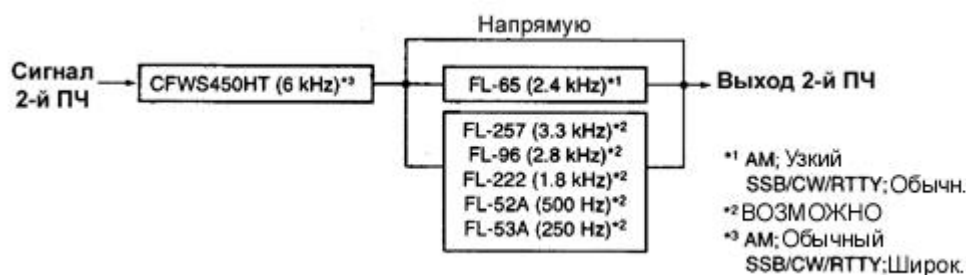 Напрямую
Сигнал
2-й ПЧ
CFWS450HT (6 kHz)*3
FL-65 (2.4 kHz)*1
Выход 2-й ПЧ
FL-257 (3.3 kHz)*2
FL-96 (2.8 kHz)*2
FL-222 (1.8 kHz)*2
FL-52A (500 Hz)*2
FL-53A (250 Hz)*2
*1 AM; Узкий
SSB/CW/RTTY; Обычн.
*2 ВОЗМОЖНО
*3 AM; Обычный
SSB/CW/RTTY; Широк.